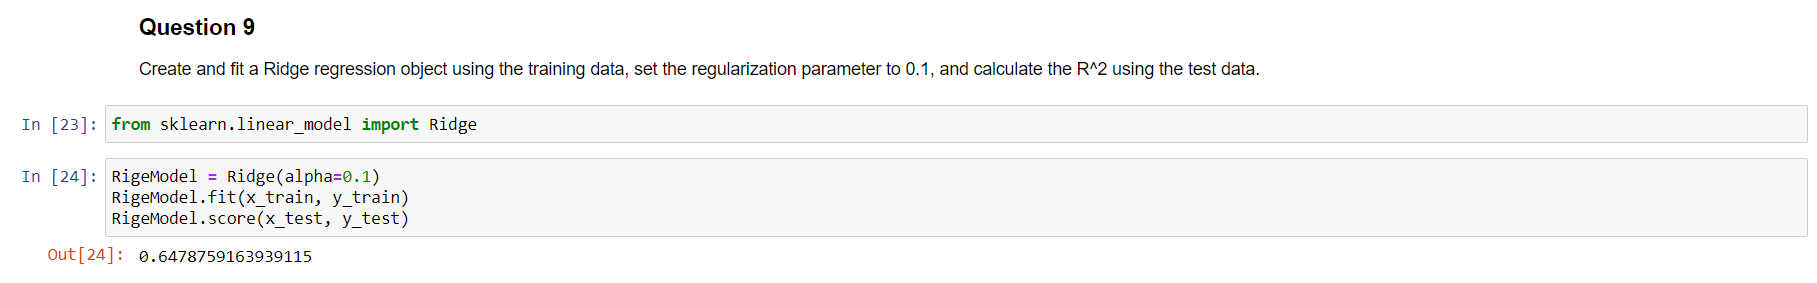 Question 9
Create and fit a Ridge regression object using the training data, set the regularization parameter to 0.1, and calculate the R^2 using the test data.
In [23]: from sklearn.linear_model import Ridge
In [24]: RigeModel = Ridge(alpha=0.1)
RigeModel.fit(x_train, y_train)
RigeModel.score(x_test, y_test)
Out[24]: 0.6478759163939115